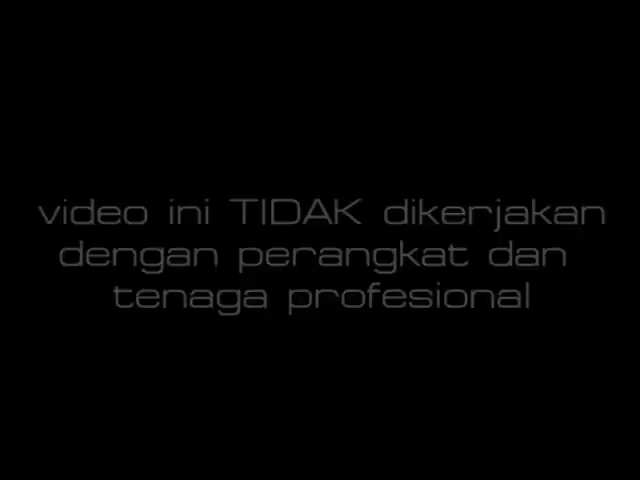 video ini TIDAK dikerjakan
dengan perangkat dan
tenaga profesional